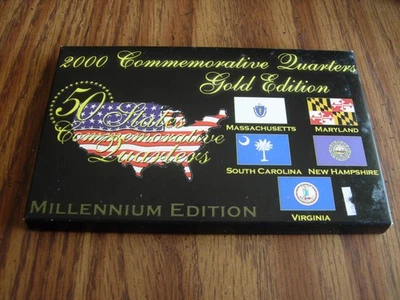 2000 Commemorative Quarters
Gold Edition
50 States
Commemorative
Quarters
MASSACHUSETTS MARYLAND
SOUTH CAROLINA NEW HAMPSHIRE
VIRGINIA
MILLENNIUM EDITION